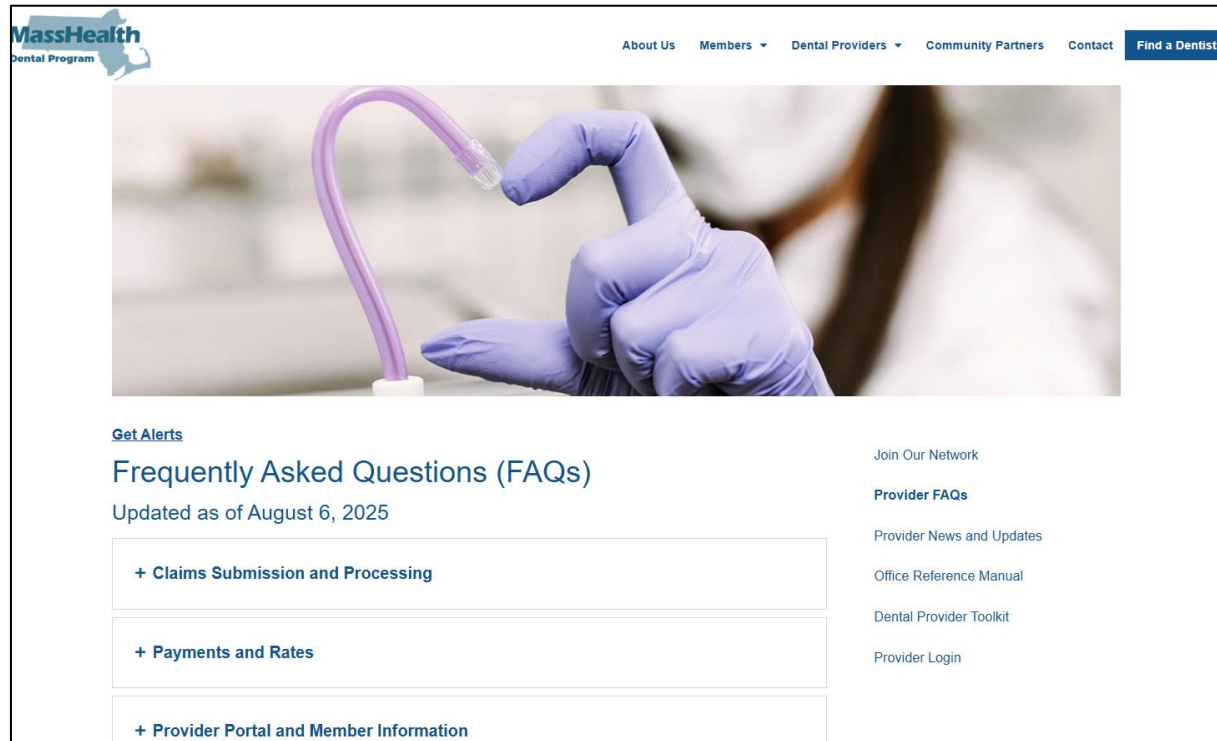 MassHealth
Dental Program
About Us Members Dental Providers Community Partners Contact Find a Dentist
Get Alerts
Frequently Asked Questions (FAQs)
Updated as of August 6, 2025
+ Claims Submission and Processing
+ Payments and Rates
+ Provider Portal and Member Information
Join Our Network
Provider FAQs
Provider News and Updates
Office Reference Manual
Dental Provider Toolkit
Provider Login